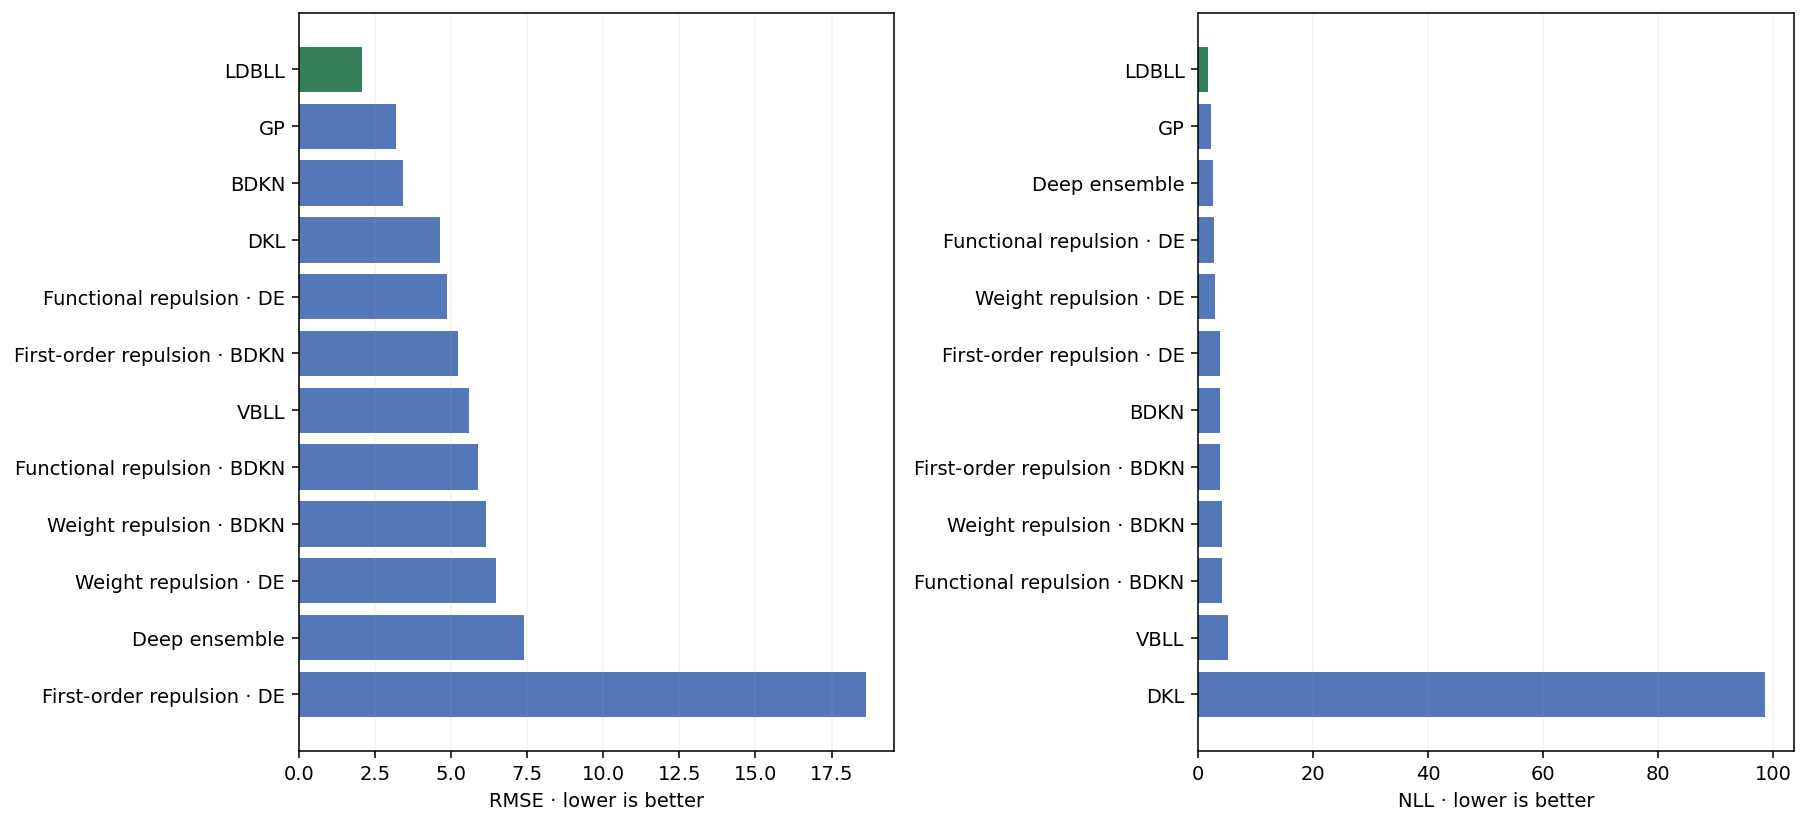 LDBLL
GP
BDKN
DKL
Functional repulsion · DE
First-order repulsion · BDKN
VBLL
Functional repulsion · BDKN
Weight repulsion · BDKN
Weight repulsion · DE
Deep ensemble
First-order repulsion · DE
0.0 2.5 5.0 7.5 10.0 12.5 15.0 17.5
RMSE · lower is better
LDBLL
GP
Deep ensemble
Functional repulsion · DE
Weight repulsion · DE
First-order repulsion · DE
BDKN
First-order repulsion · BDKN
Weight repulsion · BDKN
Functional repulsion · BDKN
VBLL
DKL
0 20 40 60 80 100
NLL · lower is better